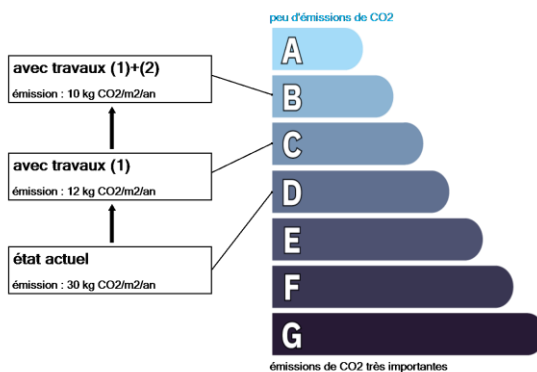 peu d'émissions de CO2
A
avec travaux (1)+(2)
émission : 10 kg CO2/m2/an
B
C
avec travaux (1)
émission : 12 kg CO2/m2/an
D
E
état actuel
émission : 30 kg CO2/m2/an
F
G
émissions de CO2 très importantes